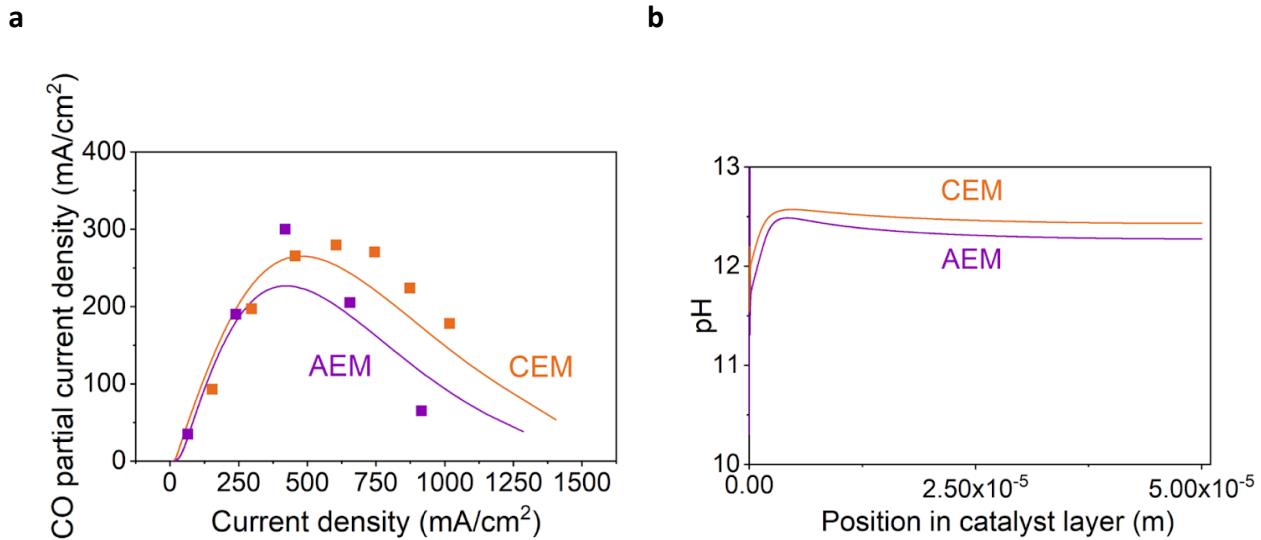 a
b
CO partial current density (mA/cm²)
400
300
200
100
0
AEM
CEM
0 250 500 750 1000 1250 1500
Current density (mA/cm²)
pH
13
12
11
10
CEM
AEM
0.00 2.50x10⁻⁵ 5.00x10⁻⁵
Position in catalyst layer (m)